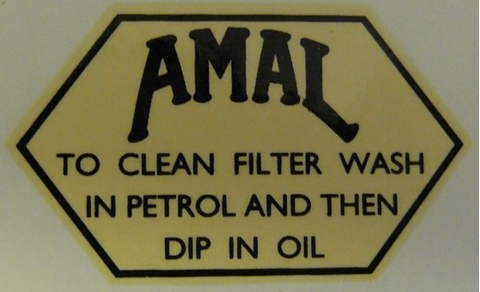 AMAL
TO CLEAN FILTER WASH
IN PETROL AND THEN
DIP IN OIL